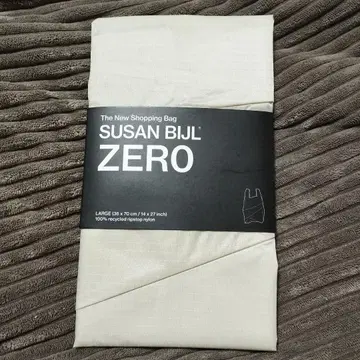 The New Shopping Bag
SUSAN BIJL®
ZERO
LARGE (36 x 70 cm / 14 x 27 inch)
100% recycled ripstop nylon